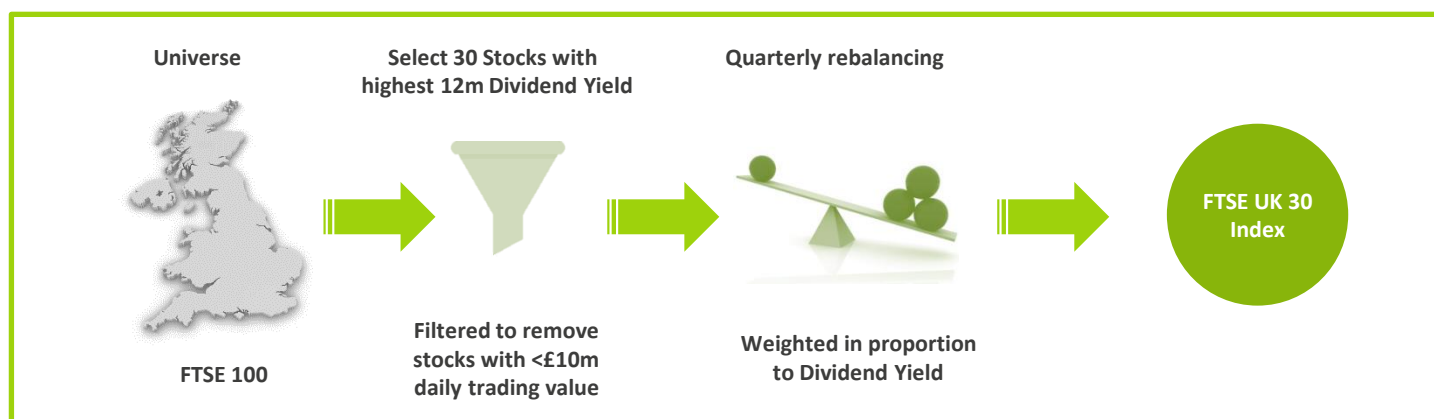 Universe
FTSE 100
Select 30 Stocks with
highest 12m Dividend Yield
Filtered to remove
stocks with <£10m
daily trading value
Quarterly rebalancing
Weighted in proportion
to Dividend Yield
FTSE UK 30
Index